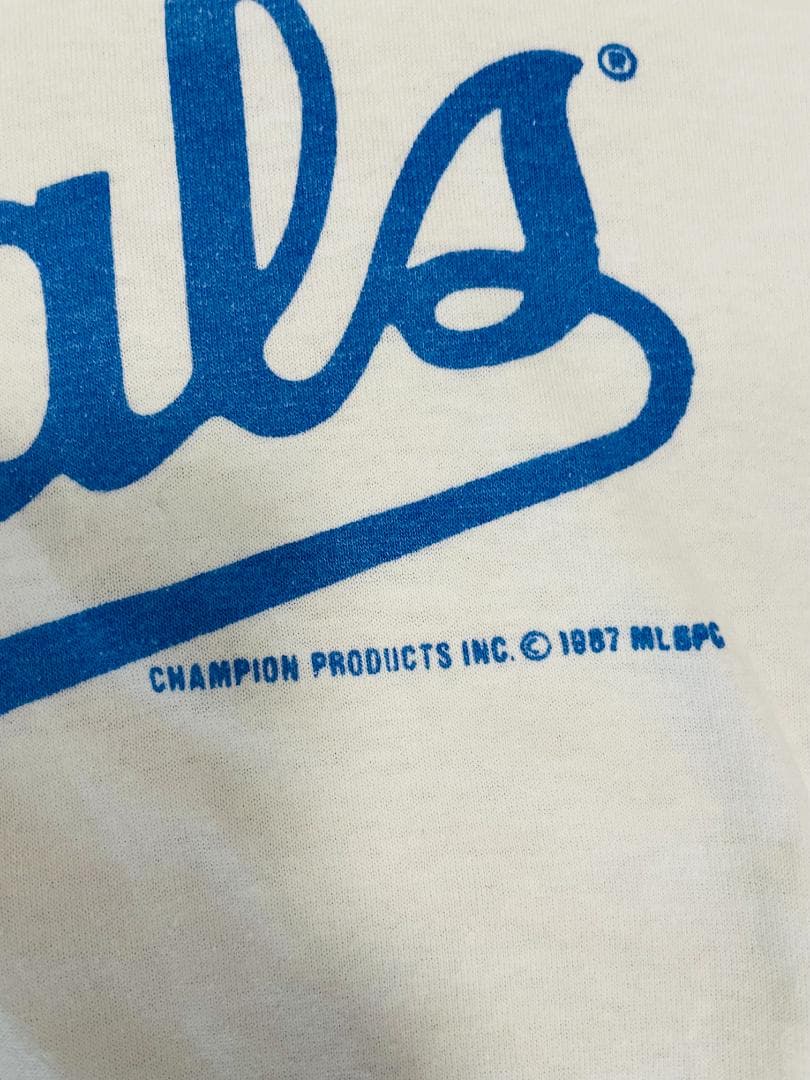 als®
CHAMPION PRODUCTS INC. © 1987 MLBPC